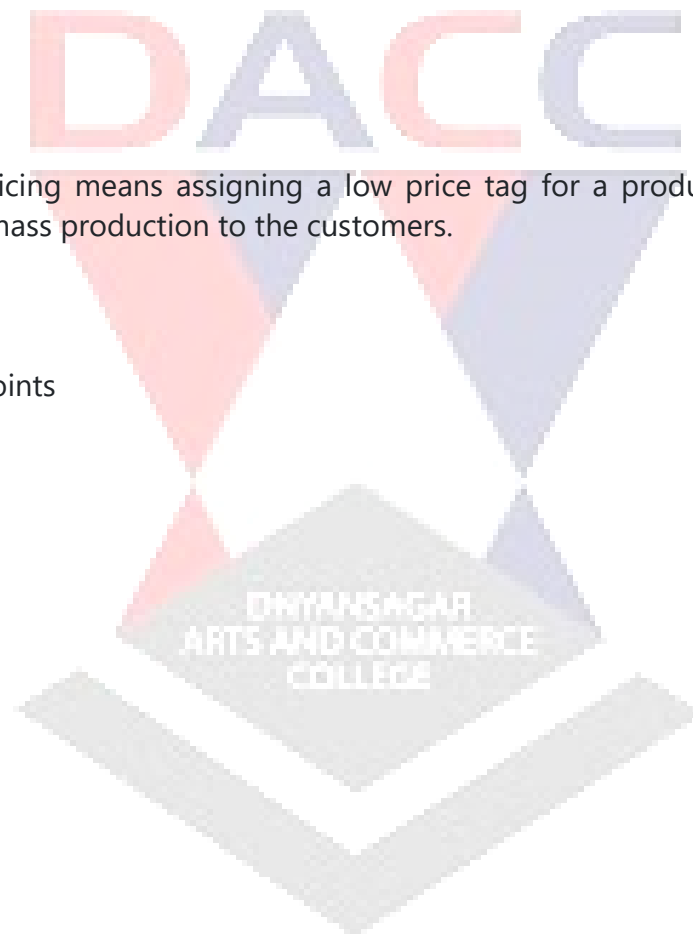 DACC
icing means assigning a low price tag for a produ
mass production to the customers.
oints
DNYANSAGAR
ARTS AND COMMERCE
COLLEGE